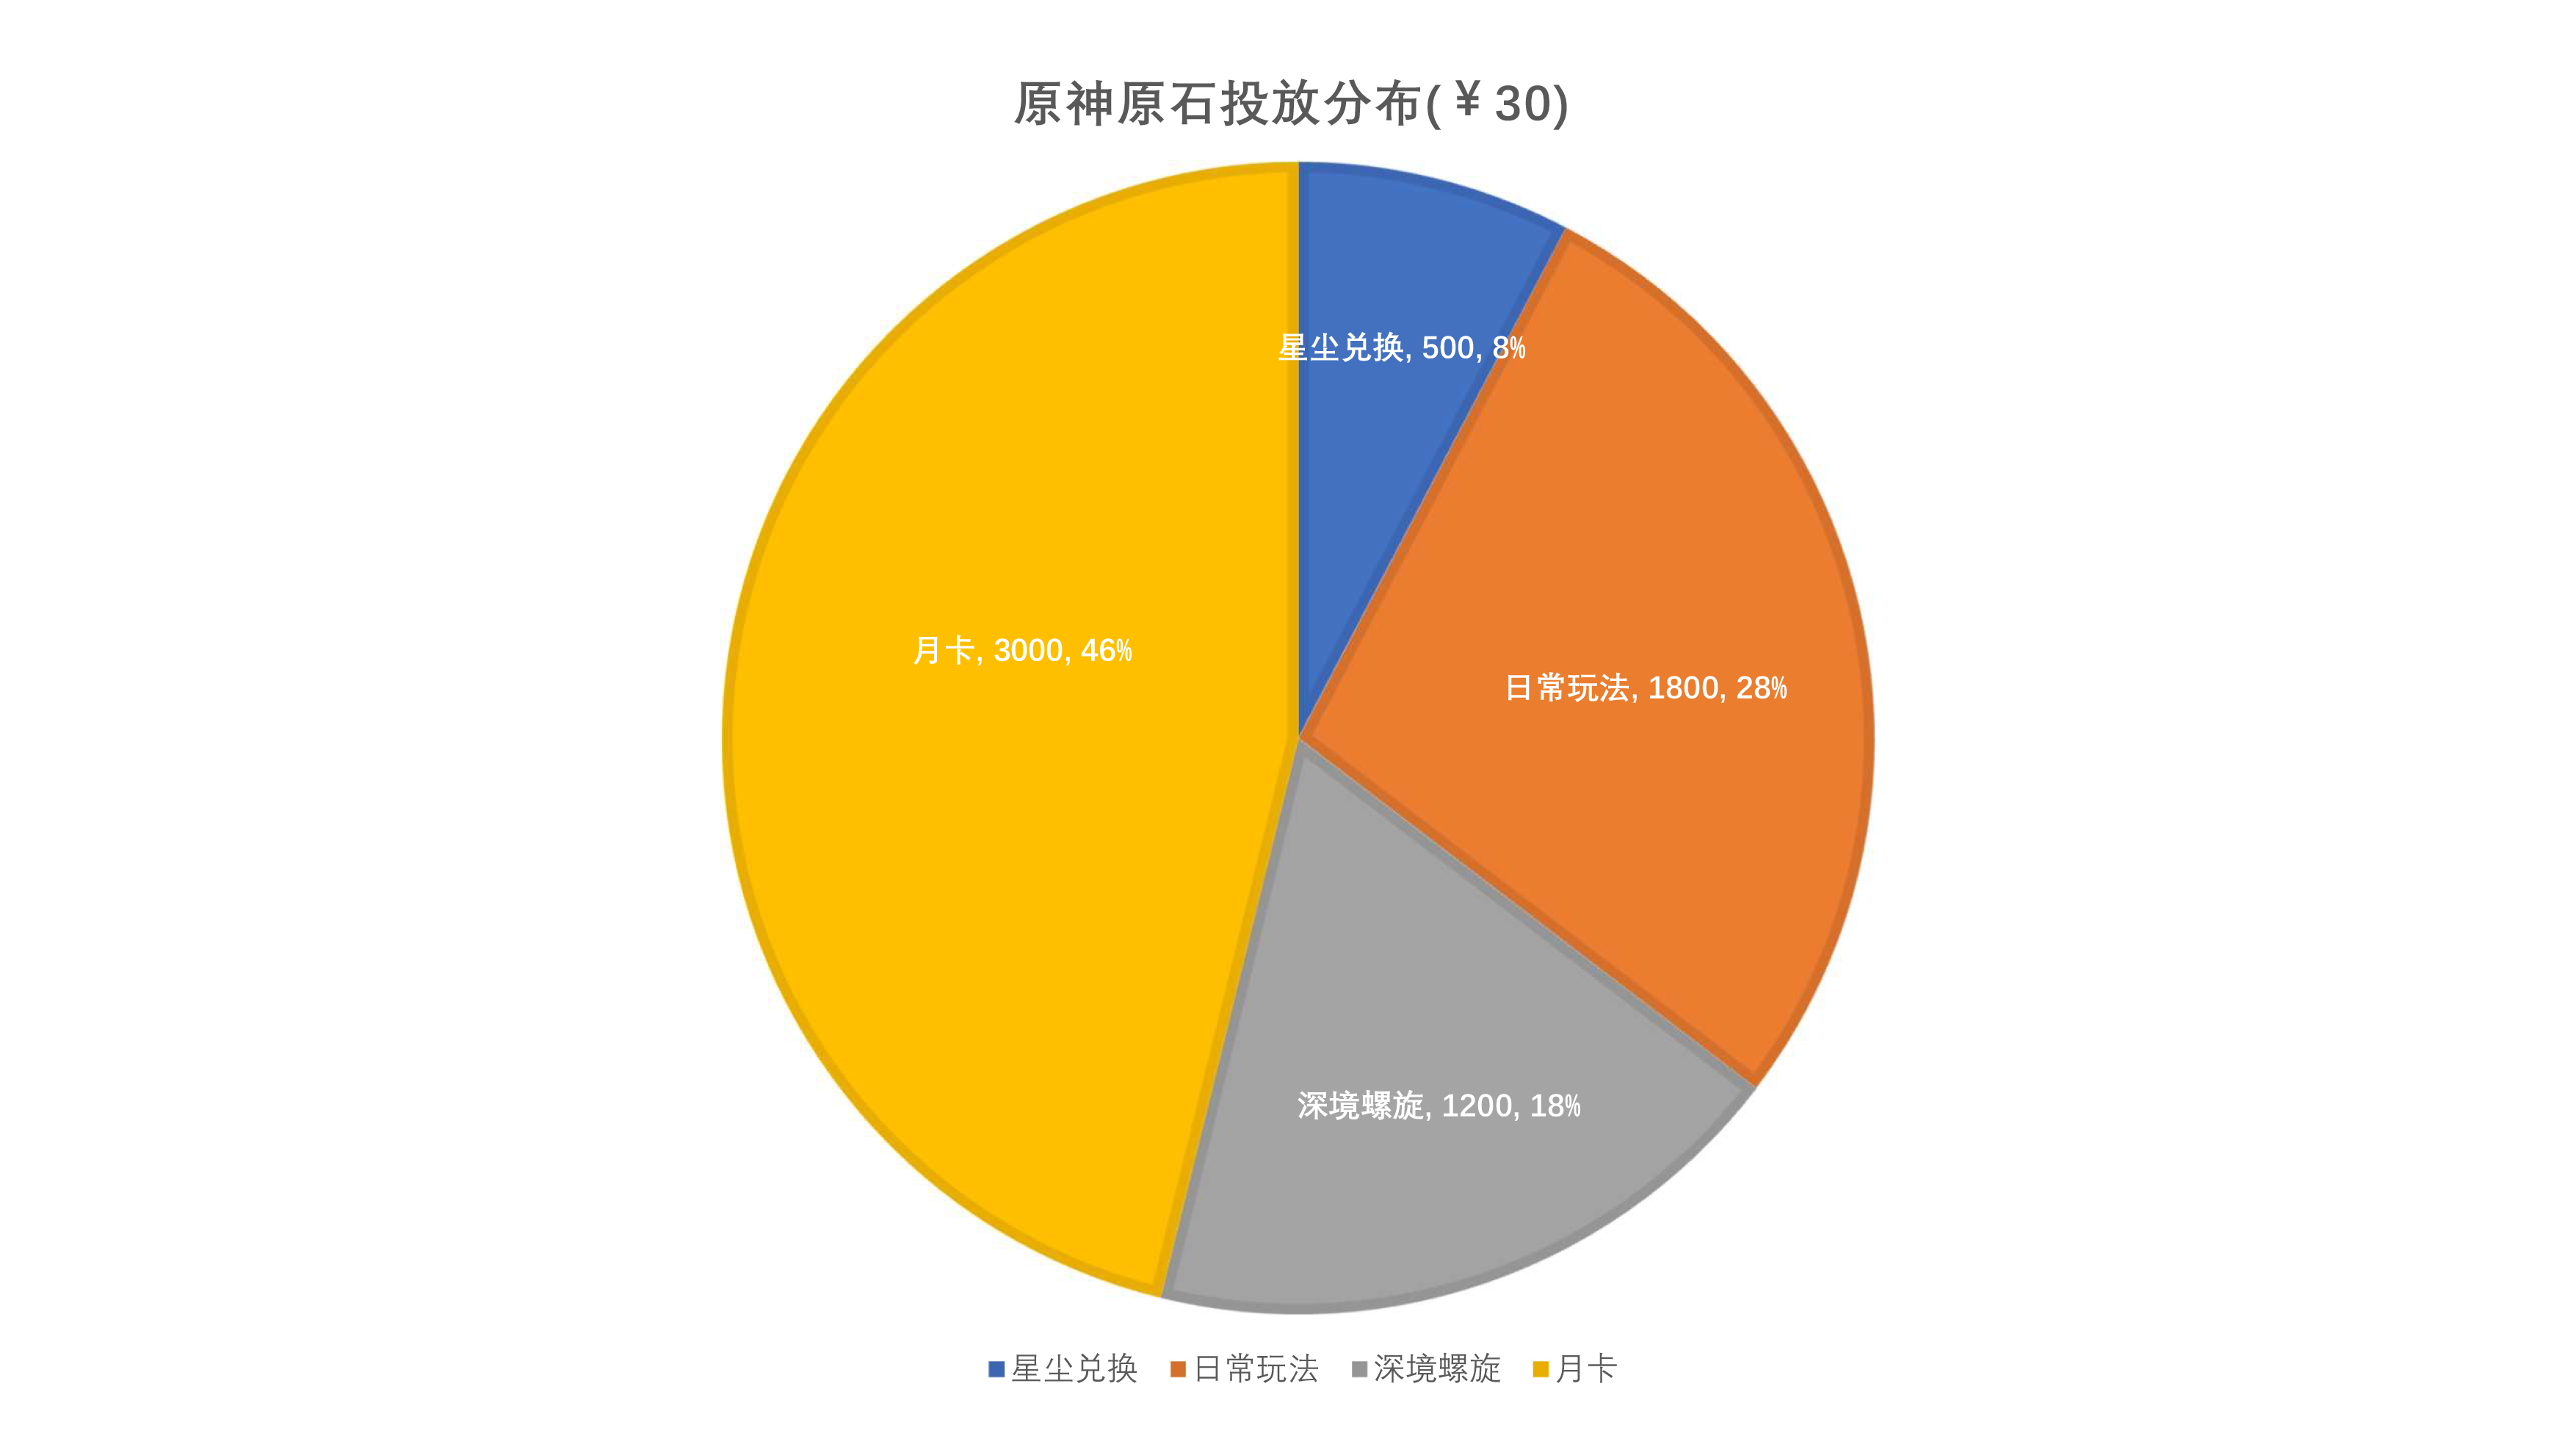 原神原石投放分布(￥30)
星尘兑换, 500, 8%
月卡, 3000, 46%
日常玩法, 1800, 28%
深境螺旋, 1200, 18%
星尘兑换 日常玩法 深境螺旋 月卡